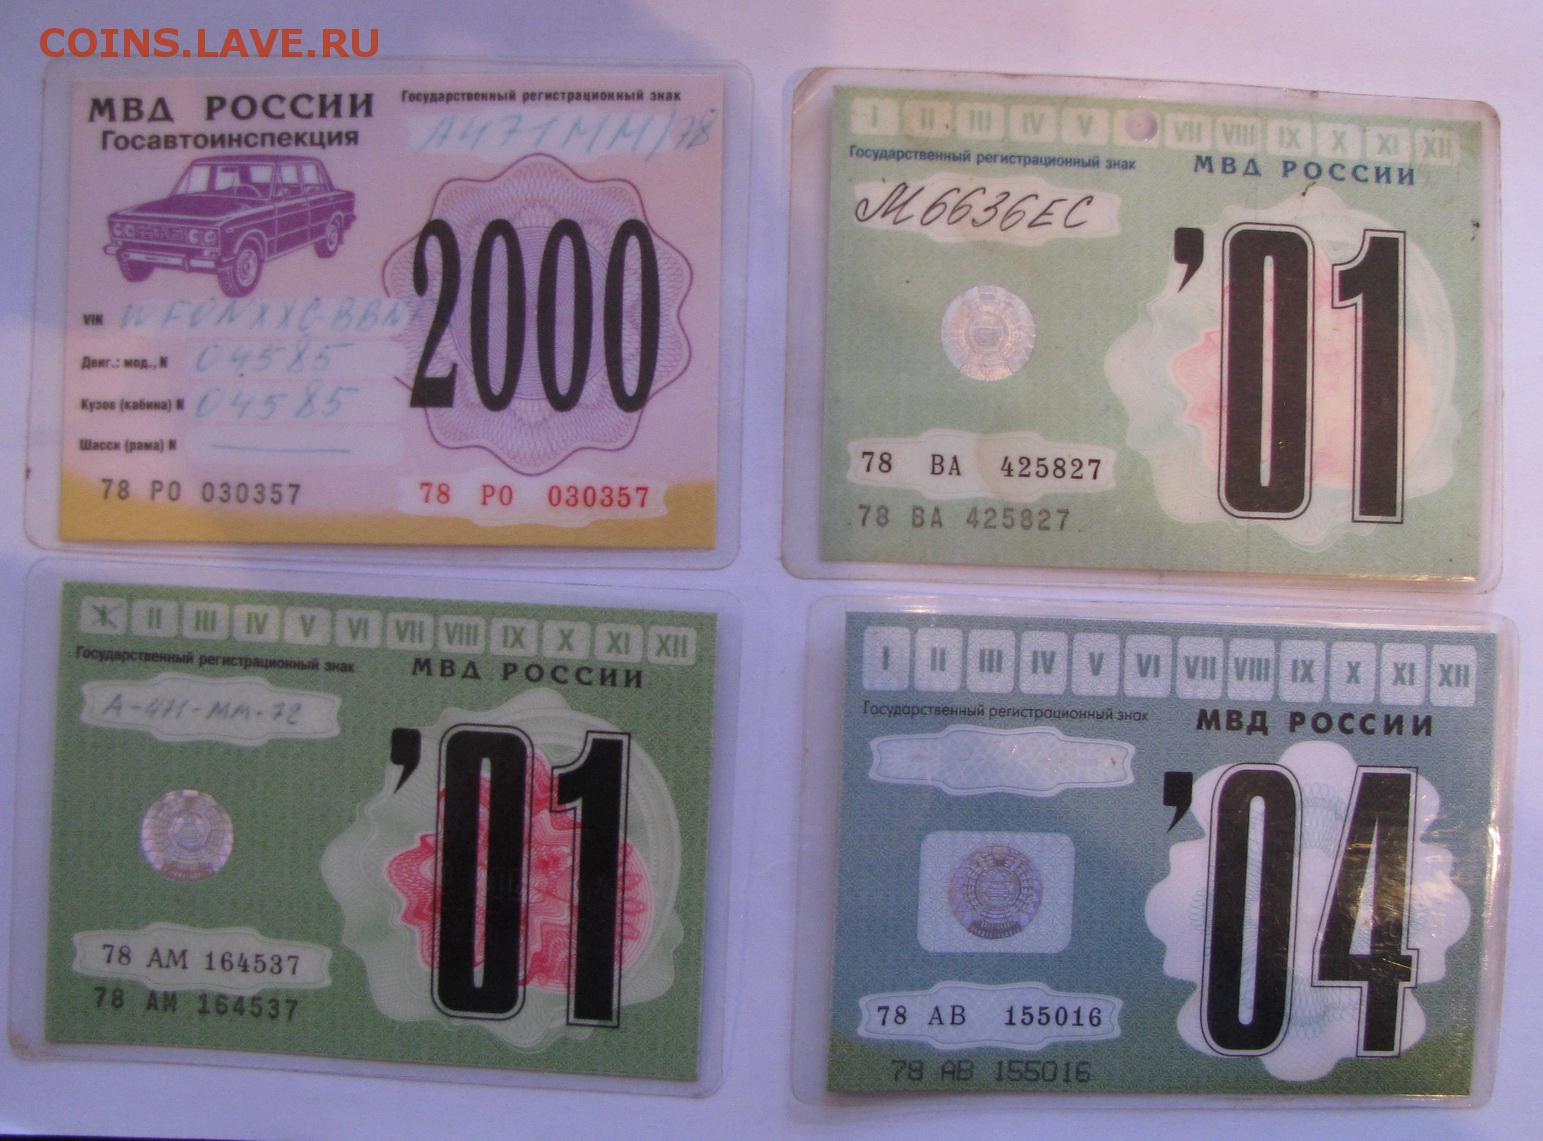 COINS.LAVE.RU
МВД РОССИИ
Госавтоинспекция
Государственный регистрационный знак
А471ММ/78
2000
VIN
Двиг.: мод., N 04585
Кузов (кабина) N 04585
Шасси (рама) N —
78 РО 030357
78 РО 030357
I II III IV V VII VIII IX X XI XII
Государственный регистрационный знак
МВД РОССИИ
М6636ЕС
'01
78 ВА 425827
78 ВА 425827
I II III IV V VI VII VIII IX X XI XII
Государственный регистрационный знак
МВД РОССИИ
А-471-ММ-78
'01
78 АМ 164537
78 АМ 164537
I II III IV V VI VII VIII IX X XI XII
Государственный регистрационный знак
МВД РОССИИ
'04
78 АВ 155016
78 АВ 155016